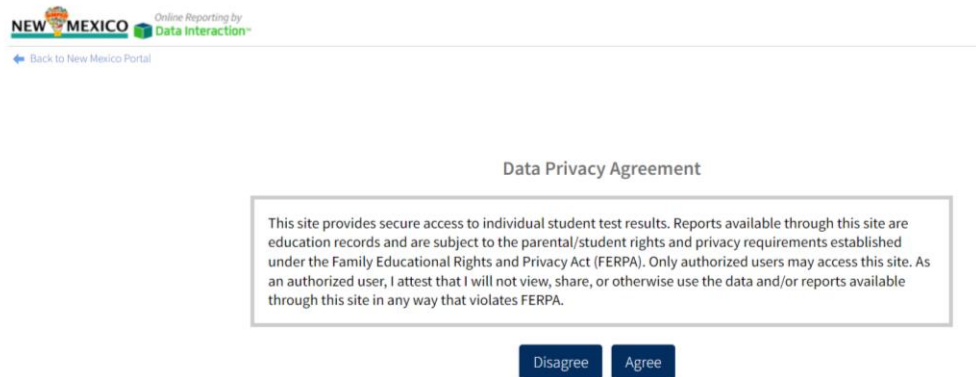 NEW MEXICO
Online Reporting by
Data Interaction™
Back to New Mexico Portal
Data Privacy Agreement
This site provides secure access to individual student test results. Reports available through this site are
education records and are subject to the parental/student rights and privacy requirements established
under the Family Educational Rights and Privacy Act (FERPA). Only authorized users may access this site. As
an authorized user, I attest that I will not view, share, or otherwise use the data and/or reports available
through this site in any way that violates FERPA.
Disagree Agree